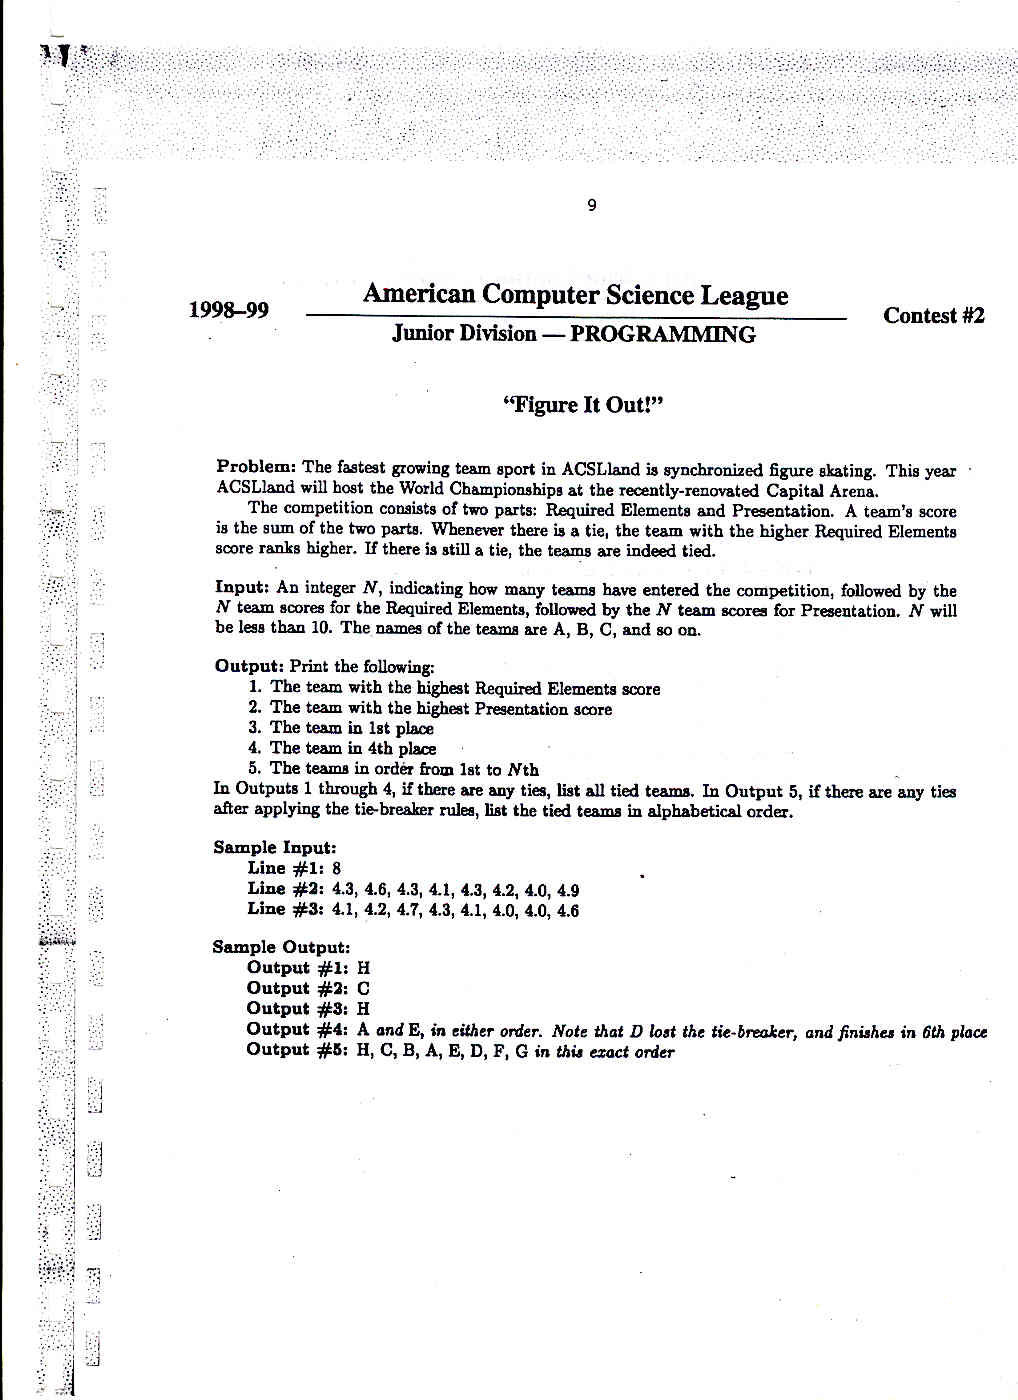 9
1998–99
American Computer Science League
Contest #2
Junior Division — PROGRAMMING
“Figure It Out!”
Problem: The fastest growing team sport in ACSLland is synchronized figure skating. This year
ACSLland will host the World Championships at the recently-renovated Capital Arena.
The competition consists of two parts: Required Elements and Presentation. A team's score
is the sum of the two parts. Whenever there is a tie, the team with the higher Required Elements
score ranks higher. If there is still a tie, the teams are indeed tied.
Input: An integer N, indicating how many teams have entered the competition, followed by the
N team scores for the Required Elements, followed by the N team scores for Presentation. N will
be less than 10. The names of the teams are A, B, C, and so on.
Output: Print the following:
1. The team with the highest Required Elements score
2. The team with the highest Presentation score
3. The team in 1st place
4. The team in 4th place
5. The teams in order from 1st to Nth
In Outputs 1 through 4, if there are any ties, list all tied teams. In Output 5, if there are any ties
after applying the tie-breaker rules, list the tied teams in alphabetical order.
Sample Input:
Line #1: 8
Line #2: 4.3, 4.6, 4.3, 4.1, 4.3, 4.2, 4.0, 4.9
Line #3: 4.1, 4.2, 4.7, 4.3, 4.1, 4.0, 4.0, 4.6
Sample Output:
Output #1: H
Output #2: C
Output #3: H
Output #4: A and E, in either order. Note that D lost the tie-breaker, and finishes in 6th place
Output #5: H, C, B, A, E, D, F, G in this exact order